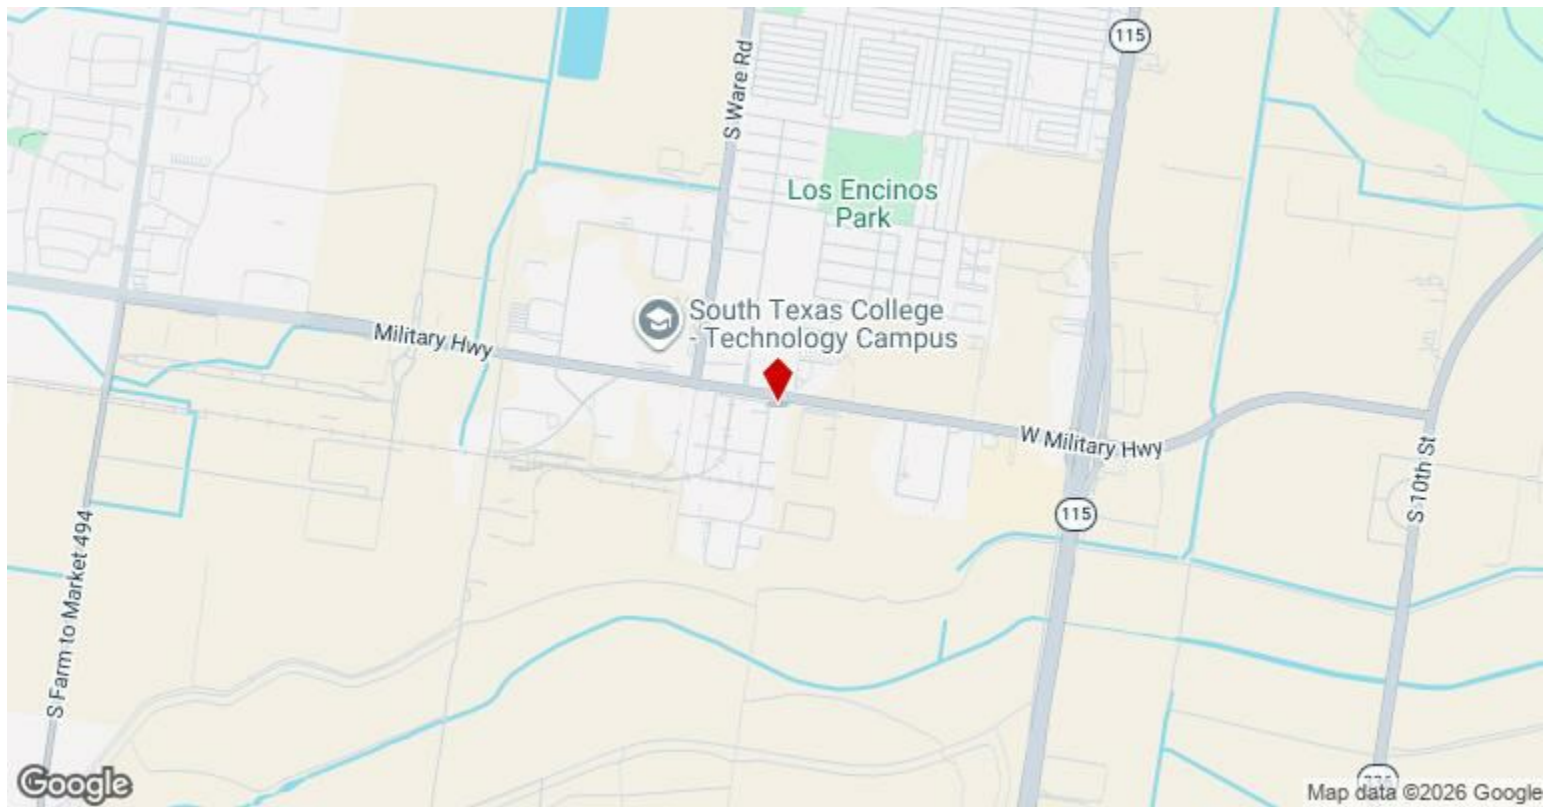 115
S Ware Rd
Los Encinos
Park
South Texas College
- Technology Campus
Military Hwy
W Military Hwy
S 10th St
115
S Farm to Market 494
Google
Map data ©2026 Google